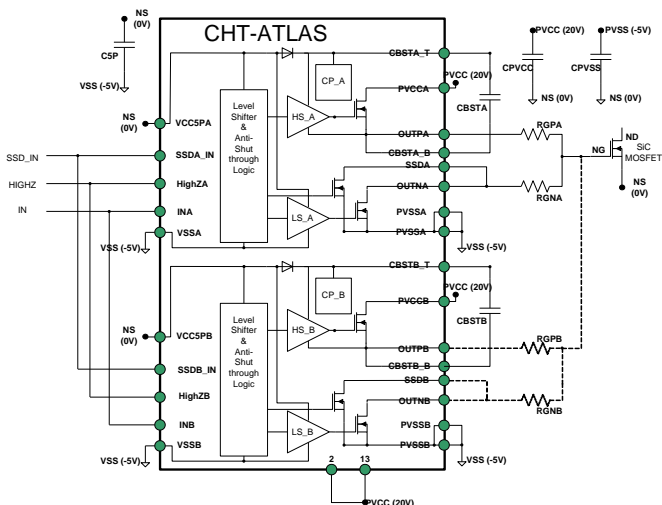 NS
(0V)
C5P
VSS (-5V)
CHT-ATLAS
PVCC (20V)
CPVCC
NS (0V)
PVSS (-5V)
CPVSS
NS (0V)
CBSTA_T
CP_A
PVCC (20V)
PVCCA
CBSTA
NS
(0V)
VCC5PA
Level
Shifter
&
Anti-
Shut
through
Logic
HS_A
OUTPA
RGPA
ND
NG
SiC
MOSFET
NS
(0V)
SSD_IN
SSDA_IN
CBSTA_B
SSDA
HIGHZ
HighZA
OUTNA
RGNA
IN
INA
LS_A
PVSSA
VSSA
VSS (-5V)
PVSSA
VSS (-5V)
CBSTB_T
CP_B
PVCC (20V)
PVCCB
CBSTB
NS
(0V)
VCC5PB
Level
Shifter
&
Anti-
Shut
through
Logic
HS_B
OUTPB
RGPB
SSDB_IN
CBSTB_B
SSDB
HighZB
OUTNB
RGNB
INB
LS_B
PVSSB
VSSB
VSS (-5V)
PVSSB
VSS (-5V)
2
13
PVCC (20V)